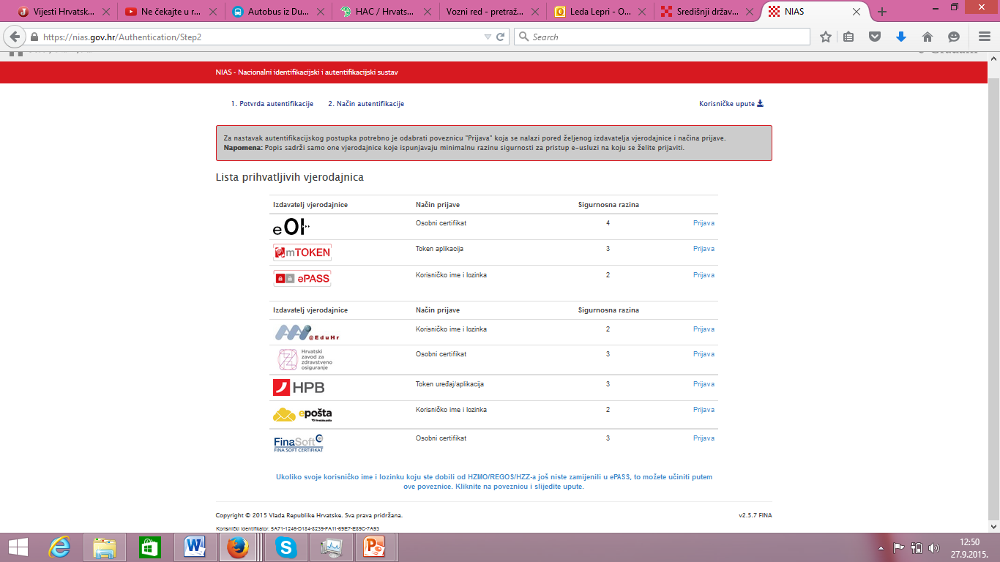 Vijesti Hrvatsk...
Ne čekajte u r...
Autobus iz Du...
HAC / Hrvats...
Vozni red - pretraž...
Leda Lepri - O...
Središnji držav...
NIAS
https://nias.gov.hr/Authentication/Step2
Search
NIAS - Nacionalni identifikacijski i autentifikacijski sustav
1. Potvrda autentifikacije 2. Način autentifikacije Korisničke upute
Za nastavak autentifikacijskog postupka potrebno je odabrati poveznicu "Prijava" koja se nalazi pored željenog izdavatelja vjerodajnice i načina prijave.
Napomena: Popis sadrži samo one vjerodajnice koje ispunjavaju minimalnu razinu sigurnosti za pristup e-usluzi na koju se želite prijaviti.
Lista prihvatljivih vjerodajnica
Izdavatelj vjerodajnice Način prijave Sigurnosna razina
eOI Osobni certifikat 4 Prijava
mTOKEN Token aplikacija 3 Prijava
ePASS Korisničko ime i lozinka 2 Prijava
Izdavatelj vjerodajnice Način prijave Sigurnosna razina
AAI@EduHr Korisničko ime i lozinka 2 Prijava
Hrvatski
zavod za
zdravstveno
osiguranje
Osobni certifikat 3 Prijava
HPB Token uređaj/aplikacija 3 Prijava
epošta Korisničko ime i lozinka 2 Prijava
FinaSoft
FINA SOFT CERTIFIKAT
Osobni certifikat 3 Prijava
Ukoliko svoje korisničko ime i lozinku koju ste dobili od HZMO/REGOS/HZZ-a još niste zamijenili u ePASS, to možete učiniti putem
ove poveznice. Kliknite na poveznicu i slijedite upute.
Copyright © 2015 Vlada Republike Hrvatske. Sva prava pridržana. v2.5.7 FINA
Korisnički identifikator: 5A71-1246-D184-8239-FA11-69E7-E89C-7A93
12:50
27.9.2015.